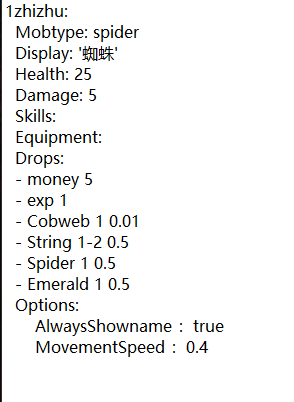 1zhizhu:
  Mobtype: spider
  Display: '蜘蛛'
  Health: 25
  Damage: 5
  Skills:
  Equipment:
  Drops:
  - money 5
  - exp 1
  - Cobweb 1 0.01
  - String 1-2 0.5
  - Spider 1 0.5
  - Emerald 1 0.5
  Options:
      AlwaysShowname： true
      MovementSpeed： 0.4